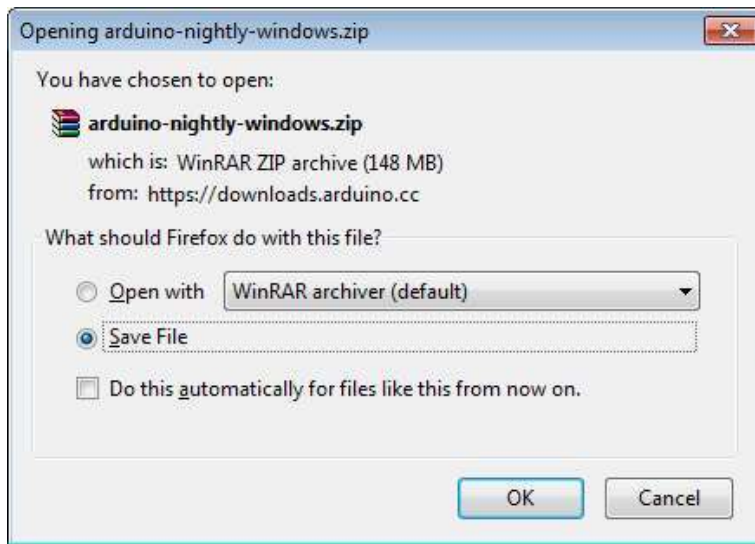 Opening arduino-nightly-windows.zip
You have chosen to open:
arduino-nightly-windows.zip
which is: WinRAR ZIP archive (148 MB)
from: https://downloads.arduino.cc
What should Firefox do with this file?
Open with WinRAR archiver (default)
Save File
Do this automatically for files like this from now on.
OK Cancel